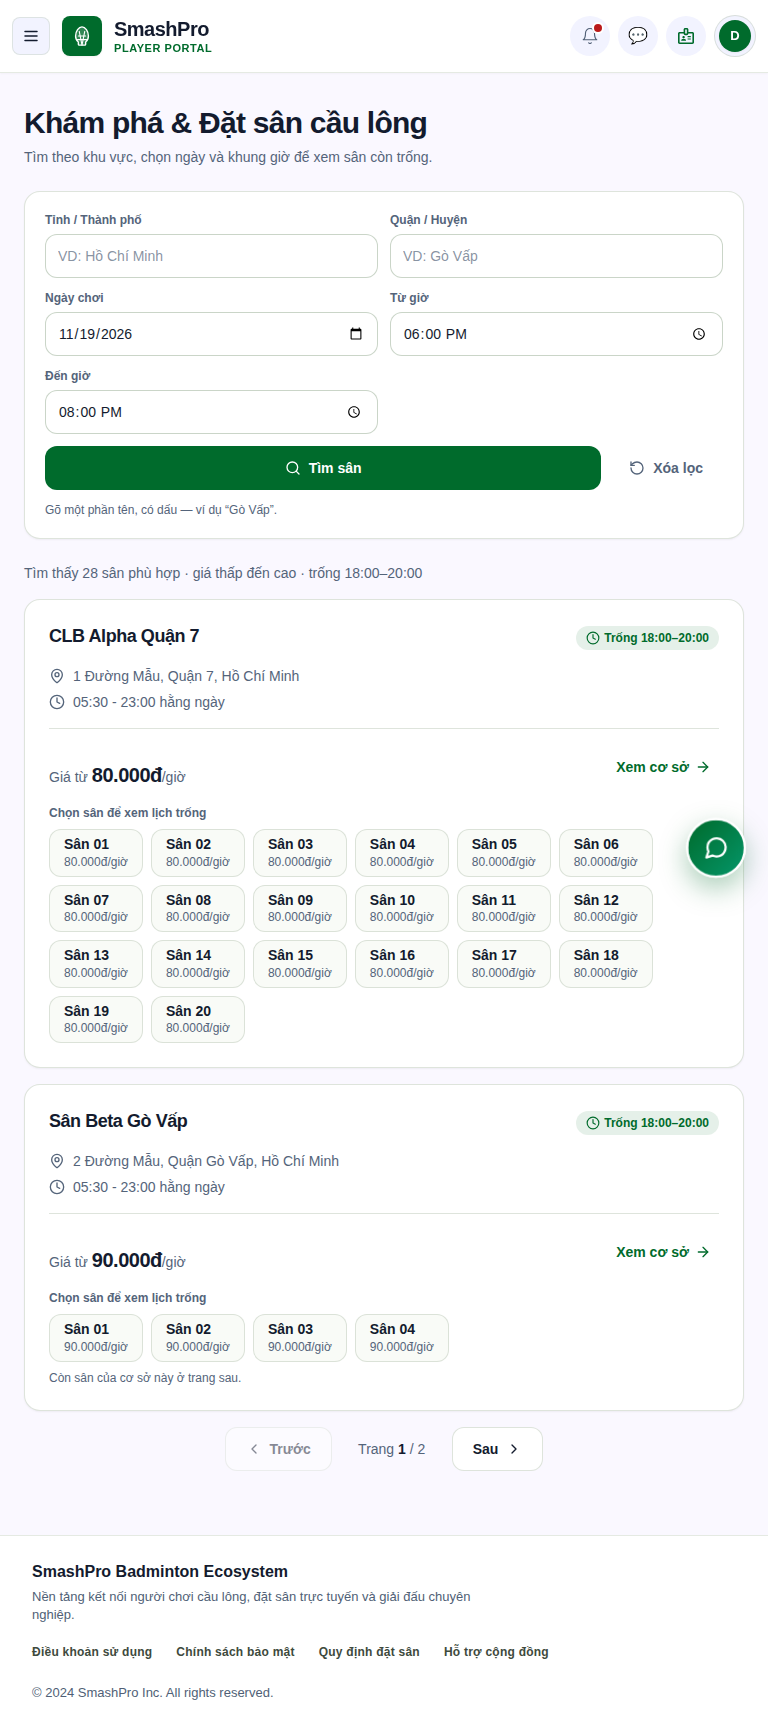 SmashPro
PLAYER PORTAL
D
Khám phá & Đặt sân cầu lông
Tìm theo khu vực, chọn ngày và khung giờ để xem sân còn trống.
Tỉnh / Thành phố
Quận / Huyện
VD: Hồ Chí Minh
VD: Gò Vấp
Ngày chơi
Từ giờ
11/19/2026
06:00 PM
Đến giờ
08:00 PM
Tìm sân
Xóa lọc
Gõ một phần tên, có dấu — ví dụ “Gò Vấp”.
Tìm thấy 28 sân phù hợp · giá thấp đến cao · trống 18:00–20:00
CLB Alpha Quận 7
Trống 18:00–20:00
1 Đường Mẫu, Quận 7, Hồ Chí Minh
05:30 - 23:00 hằng ngày
Giá từ 80.000đ/giờ
Xem cơ sở
Chọn sân để xem lịch trống
Sân 01 Sân 02 Sân 03 Sân 04 Sân 05 Sân 06
80.000đ/giờ 80.000đ/giờ 80.000đ/giờ 80.000đ/giờ 80.000đ/giờ 80.000đ/giờ
Sân 07 Sân 08 Sân 09 Sân 10 Sân 11 Sân 12
80.000đ/giờ 80.000đ/giờ 80.000đ/giờ 80.000đ/giờ 80.000đ/giờ 80.000đ/giờ
Sân 13 Sân 14 Sân 15 Sân 16 Sân 17 Sân 18
80.000đ/giờ 80.000đ/giờ 80.000đ/giờ 80.000đ/giờ 80.000đ/giờ 80.000đ/giờ
Sân 19 Sân 20
80.000đ/giờ 80.000đ/giờ
Sân Beta Gò Vấp
Trống 18:00–20:00
2 Đường Mẫu, Quận Gò Vấp, Hồ Chí Minh
05:30 - 23:00 hằng ngày
Giá từ 90.000đ/giờ
Xem cơ sở
Chọn sân để xem lịch trống
Sân 01 Sân 02 Sân 03 Sân 04
90.000đ/giờ 90.000đ/giờ 90.000đ/giờ 90.000đ/giờ
Còn sân của cơ sở này ở trang sau.
Trước
Trang 1 / 2
Sau
SmashPro Badminton Ecosystem
Nền tảng kết nối người chơi cầu lông, đặt sân trực tuyến và giải đấu chuyên
nghiệp.
Điều khoản sử dụng Chính sách bảo mật Quy định đặt sân Hỗ trợ cộng đồng
© 2024 SmashPro Inc. All rights reserved.